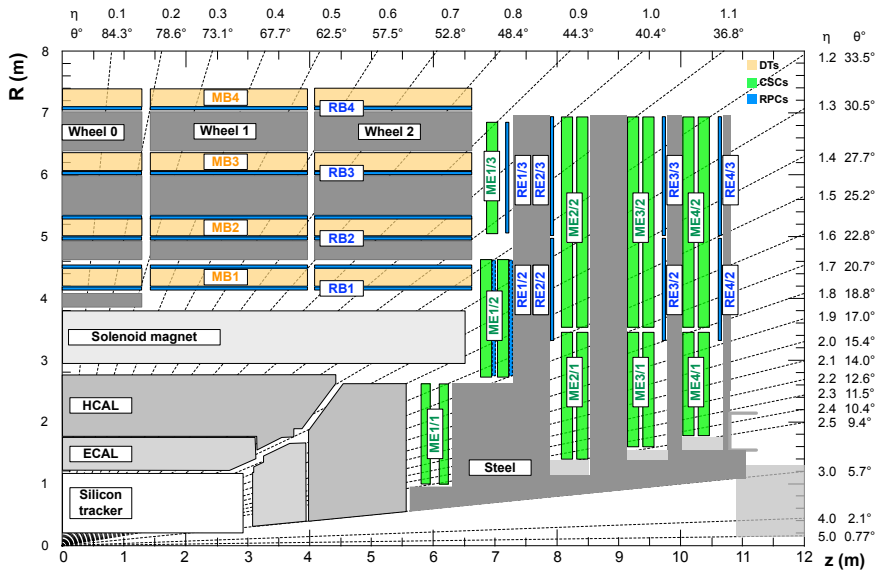 η 0.1 0.2 0.3 0.4 0.5 0.6 0.7 0.8 0.9 1.0 1.1
θ° 84.3° 78.6° 73.1° 67.7° 62.5° 57.5° 52.8° 48.4° 44.3° 40.4° 36.8° η θ°
R (m)
8
7
6
5
4
3
2
1
0
1.2 33.5°
1.3 30.5°
1.4 27.7°
1.5 25.2°
1.6 22.8°
1.7 20.7°
1.8 18.8°
1.9 17.0°
2.0 15.4°
2.1 14.0°
2.2 12.6°
2.3 11.5°
2.4 10.4°
2.5 9.4°
3.0 5.7°
4.0 2.1°
5.0 0.77°
DTs
CSCs
RPCs
MB4
RB4
Wheel 0 Wheel 1 Wheel 2
MB3
RB3
MB2
RB2
MB1
RB1
Solenoid magnet
HCAL
ECAL
Silicon
tracker
Steel
ME1/3
RE1/3
RE2/3
ME2/2
ME3/2
RE3/3
ME4/2
RE4/3
ME1/2
RE1/2
RE2/2
RE3/2
RE4/2
ME1/1
ME2/1
ME3/1
ME4/1
0 1 2 3 4 5 6 7 8 9 10 11 12
z (m)